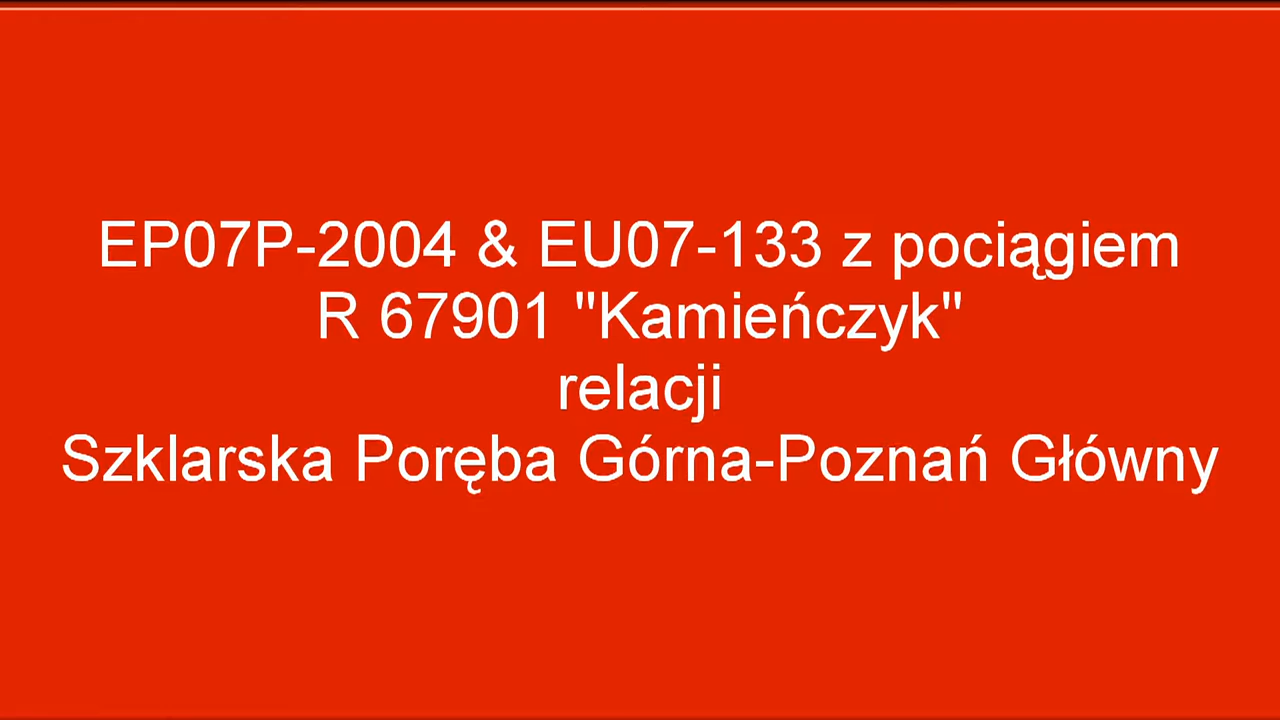 EP07P-2004 & EU07-133 z pociągiem
R 67901 "Kamieńczyk"
relacji
Szklarska Poręba Górna-Poznań Główny